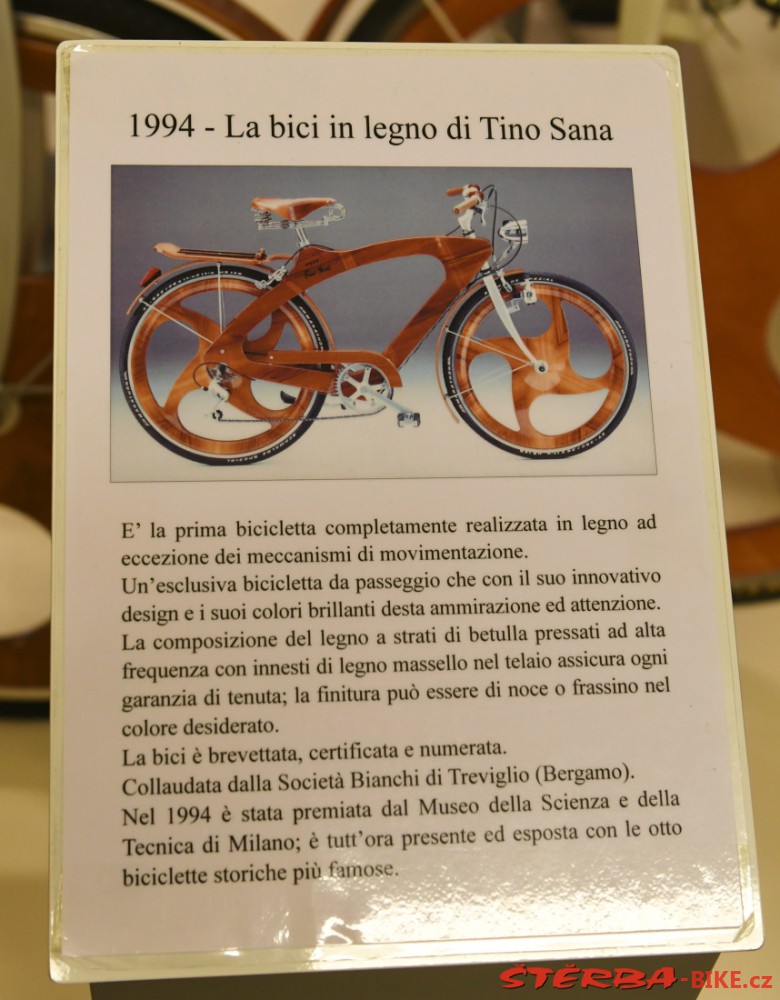 1994 - La bici in legno di Tino Sana
E' la prima bicicletta completamente realizzata in legno ad
eccezione dei meccanismi di movimentazione.
Un'esclusiva bicicletta da passeggio che con il suo innovativo
design e i suoi colori brillanti desta ammirazione ed attenzione.
La composizione del legno a strati di betulla pressati ad alta
frequenza con innesti di legno massello nel telaio assicura ogni
garanzia di tenuta; la finitura può essere di noce o frassino nel
colore desiderato.
La bici è brevettata, certificata e numerata.
Collaudata dalla Società Bianchi di Treviglio (Bergamo).
Nel 1994 è stata premiata dal Museo della Scienza e della
Tecnica di Milano; è tutt'ora presente ed esposta con le otto
biciclette storiche più famose.
ŠTĚRBA-BIKE.cz